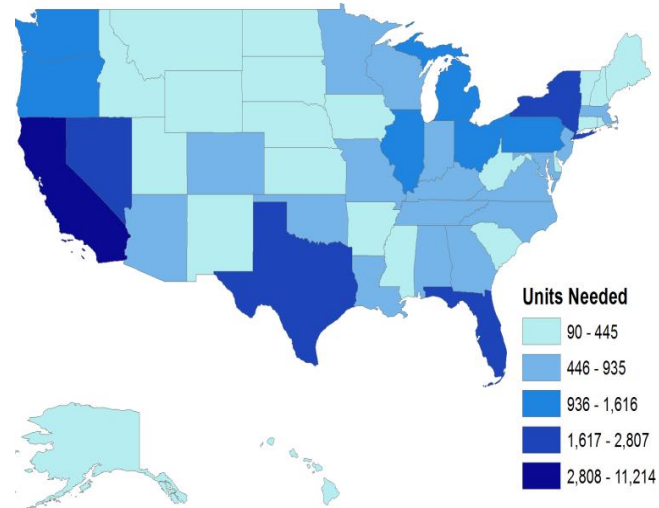 Units Needed
90 - 445
446 - 935
936 - 1,616
1,617 - 2,807
2,808 - 11,214